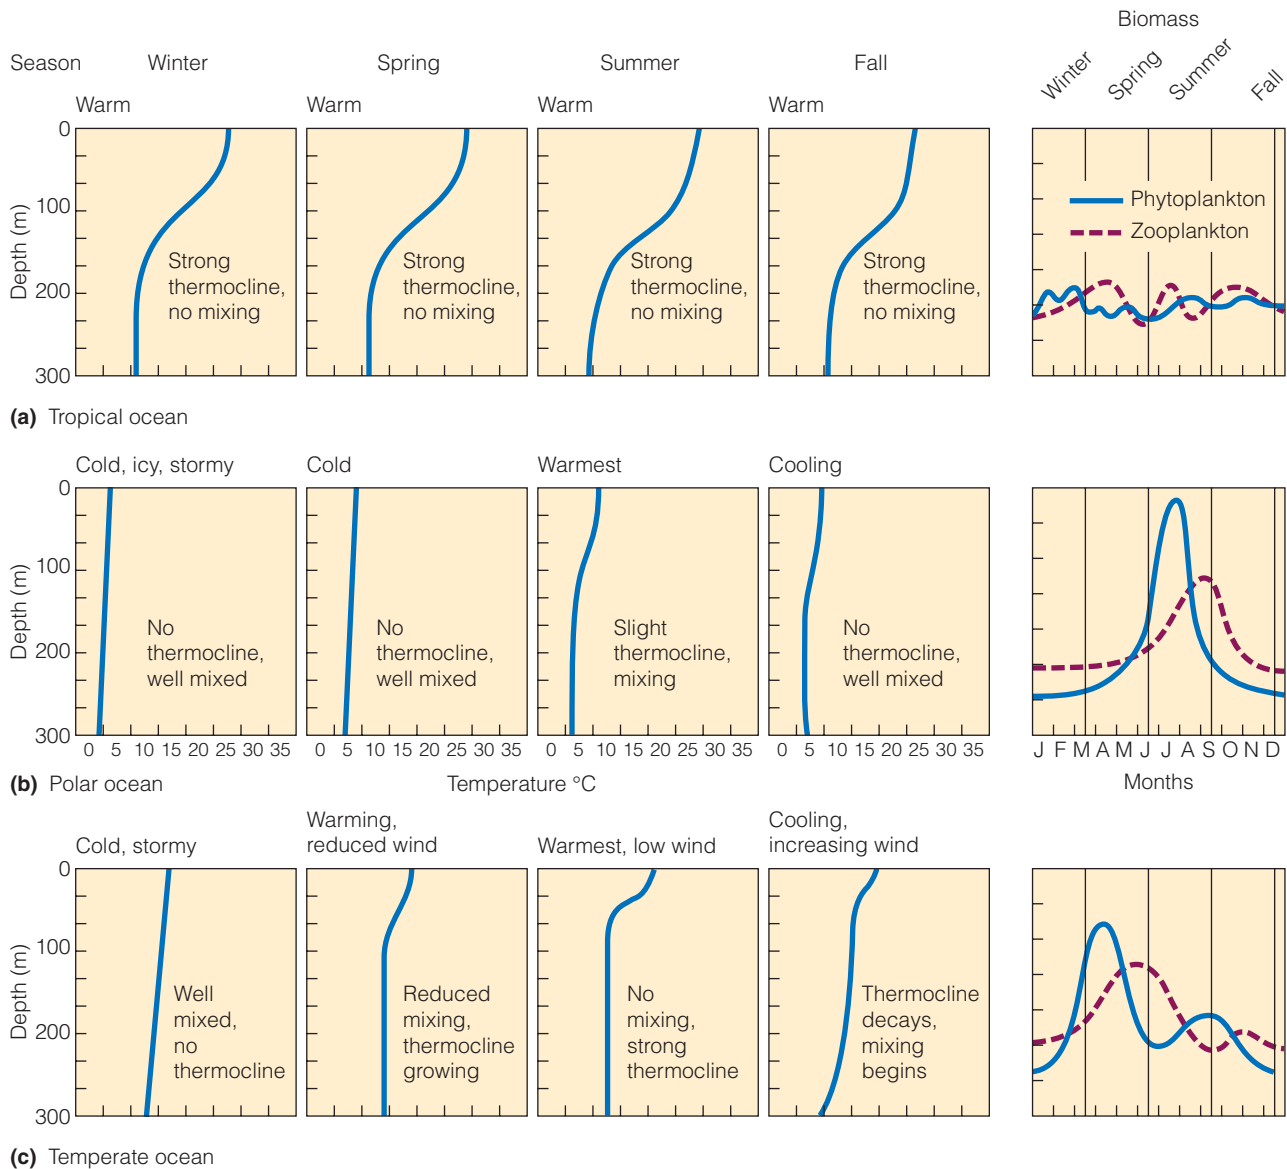 Biomass
Season Winter Spring Summer Fall
Winter Spring Summer Fall
Warm Warm Warm Warm
0
100
200
300
Depth (m)
Strong
thermocline,
no mixing
Strong
thermocline,
no mixing
Strong
thermocline,
no mixing
Strong
thermocline,
no mixing
Phytoplankton
Zooplankton
(a) Tropical ocean
Cold, icy, stormy Cold Warmest Cooling
0
100
200
300
Depth (m)
No
thermocline,
well mixed
No
thermocline,
well mixed
Slight
thermocline,
mixing
No
thermocline,
well mixed
0 5 10 15 20 25 30 35 0 5 10 15 20 25 30 35 0 5 10 15 20 25 30 35 0 5 10 15 20 25 30 35
J F M A M J J A S O N D
(b) Polar ocean
Temperature °C
Months
Cold, stormy
Warming,
reduced wind
Warmest, low wind
Cooling,
increasing wind
0
100
200
300
Depth (m)
Well
mixed,
no
thermocline
Reduced
mixing,
thermocline
growing
No
mixing,
strong
thermocline
Thermocline
decays,
mixing
begins
(c) Temperate ocean